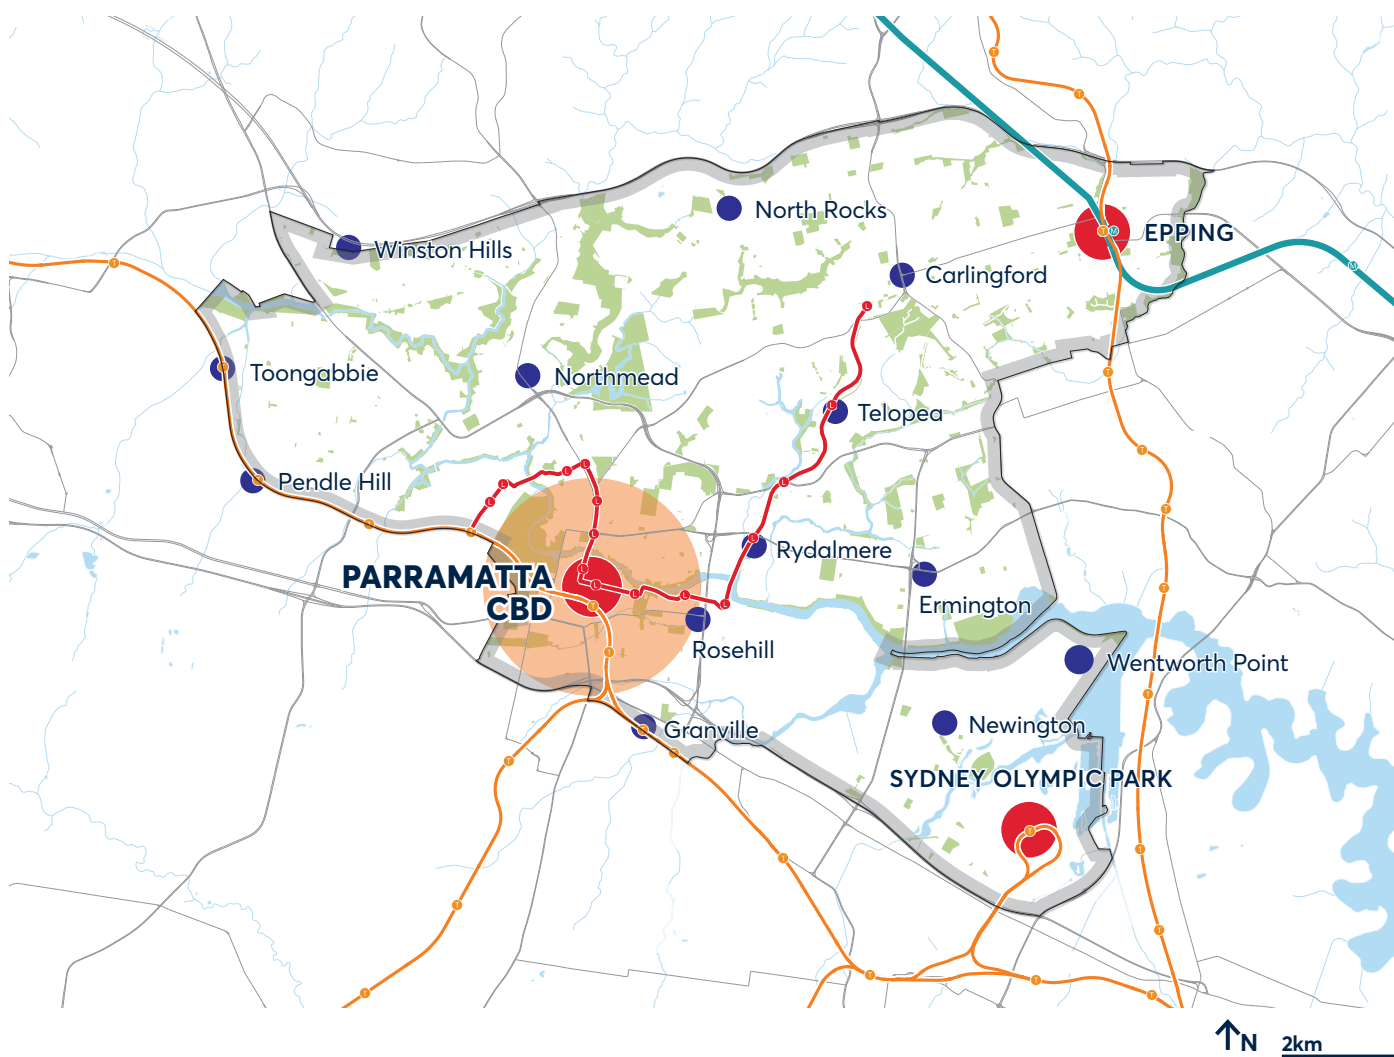 North Rocks
EPPING
Winston Hills
Carlingford
Toongabbie
Northmead
Telopea
Pendle Hill
Rydalmere
PARRAMATTA
CBD
Ermington
Rosehill
Wentworth Point
Newington
Granville
SYDNEY OLYMPIC PARK
N
2km